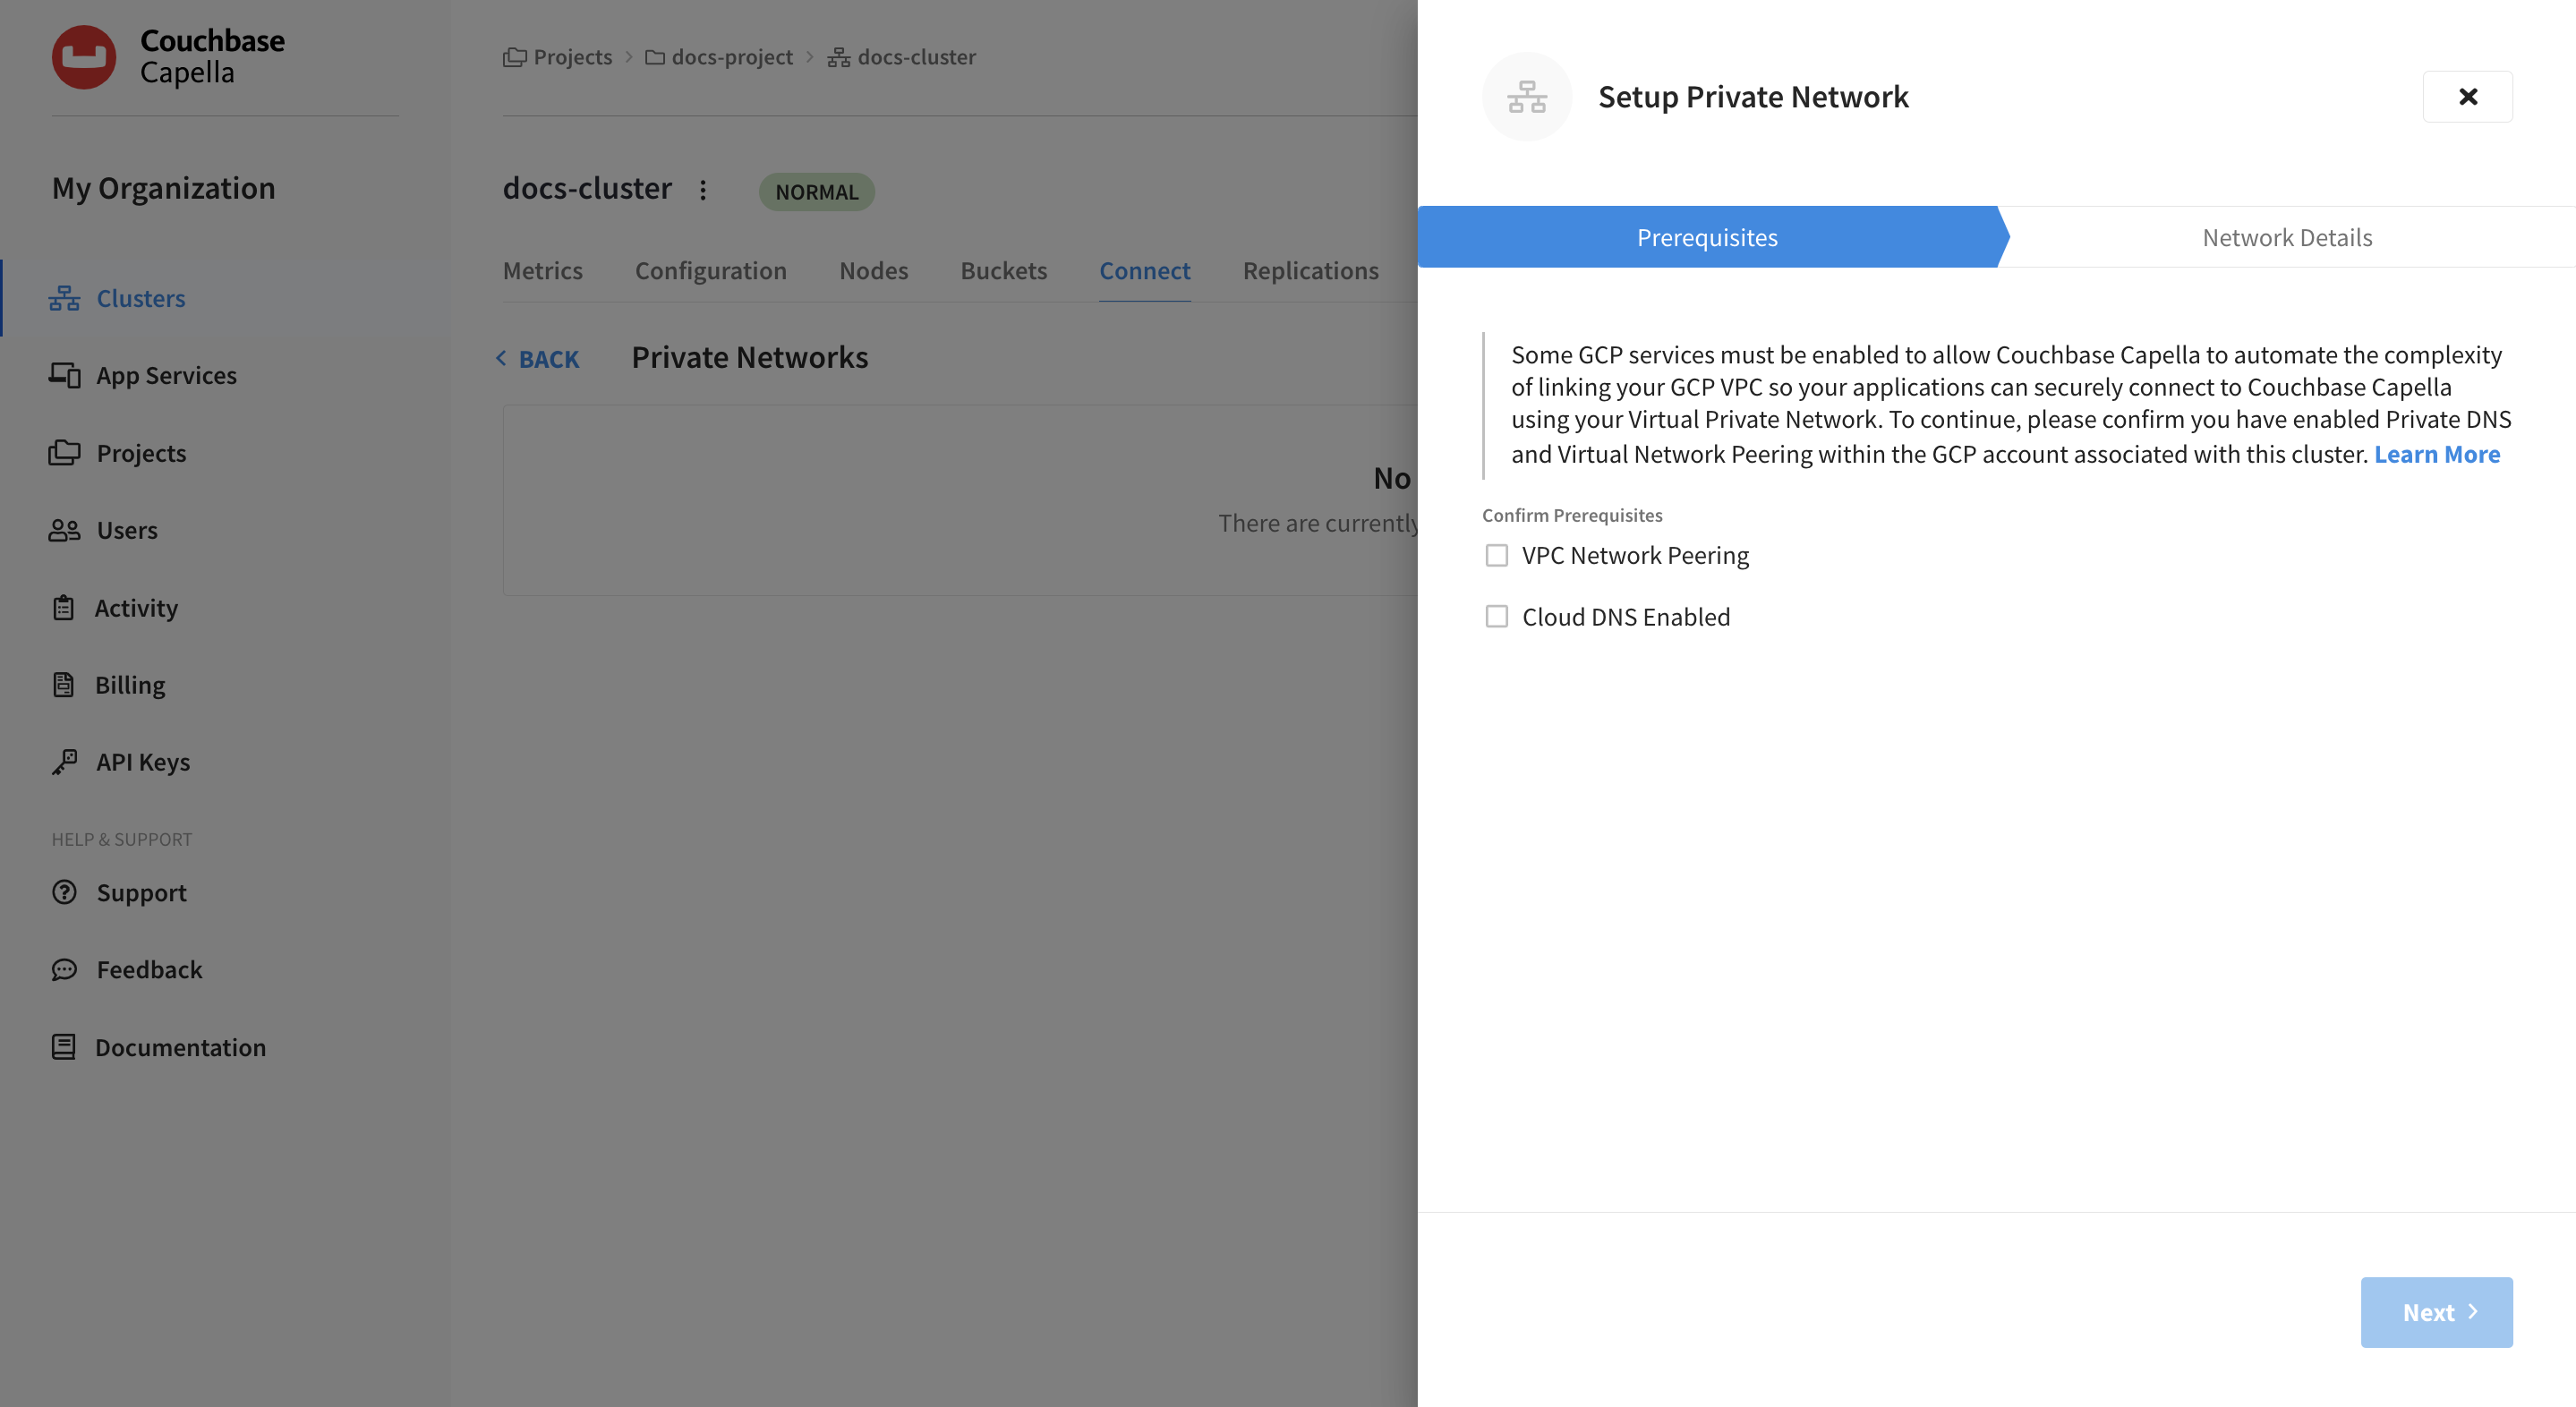 Couchbase
Capella
My Organization
Clusters
App Services
Projects
Users
Activity
Billing
API Keys
HELP & SUPPORT
Support
Feedback
Documentation
Projects > docs-project > docs-cluster
docs-cluster NORMAL
Metrics Configuration Nodes Buckets Connect Replications
BACK Private Networks
No
There are currently
Setup Private Network
Prerequisites Network Details
Some GCP services must be enabled to allow Couchbase Capella to automate the complexity
of linking your GCP VPC so your applications can securely connect to Couchbase Capella
using your Virtual Private Network. To continue, please confirm you have enabled Private DNS
and Virtual Network Peering within the GCP account associated with this cluster. Learn More
Confirm Prerequisites
VPC Network Peering
Cloud DNS Enabled
Next